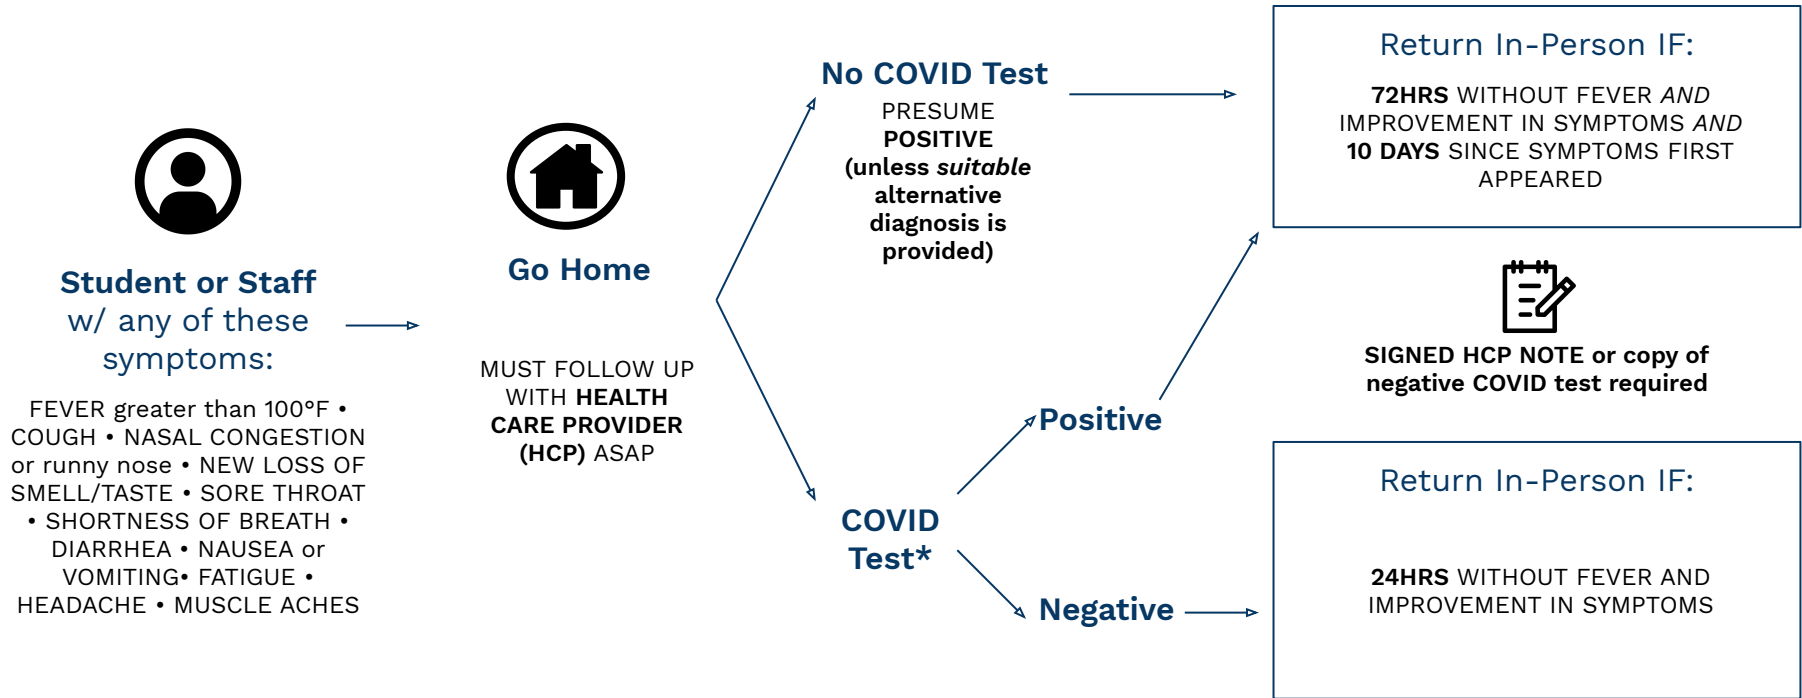 Student or Staff
w/ any of these
symptoms:
FEVER greater than 100°F •
COUGH • NASAL CONGESTION
or runny nose • NEW LOSS OF
SMELL/TASTE • SORE THROAT
• SHORTNESS OF BREATH •
DIARRHEA • NAUSEA or
VOMITING• FATIGUE •
HEADACHE • MUSCLE ACHES
Go Home
MUST FOLLOW UP
WITH HEALTH
CARE PROVIDER
(HCP) ASAP
No COVID Test
PRESUME
POSITIVE
(unless suitable
alternative
diagnosis is
provided)
COVID
Test*
Positive
Negative
Return In-Person IF:
72HRS WITHOUT FEVER AND
IMPROVEMENT IN SYMPTOMS AND
10 DAYS SINCE SYMPTOMS FIRST
APPEARED
SIGNED HCP NOTE or copy of
negative COVID test required
Return In-Person IF:
24HRS WITHOUT FEVER AND
IMPROVEMENT IN SYMPTOMS